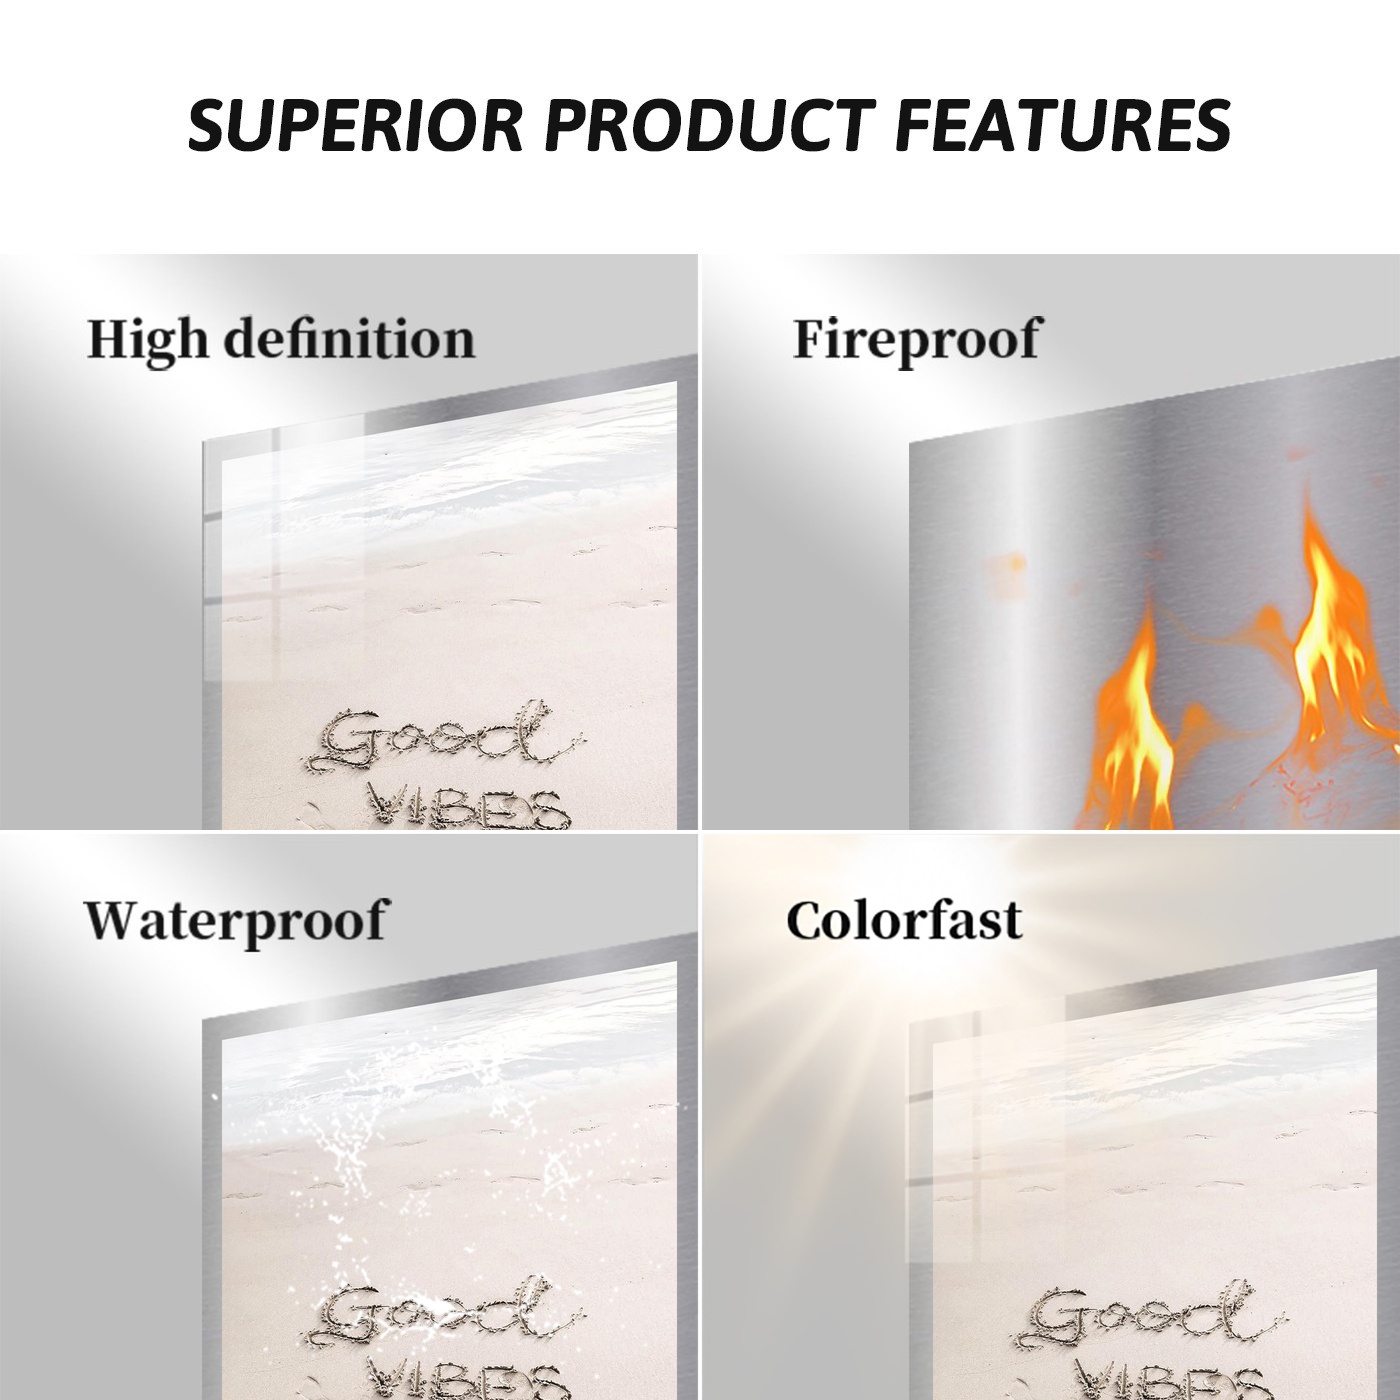 SUPERIOR PRODUCT FEATURES
High definition
Fireproof
Good
VIBES
Waterproof
Colorfast
Good
VIBES
Good
VIBES